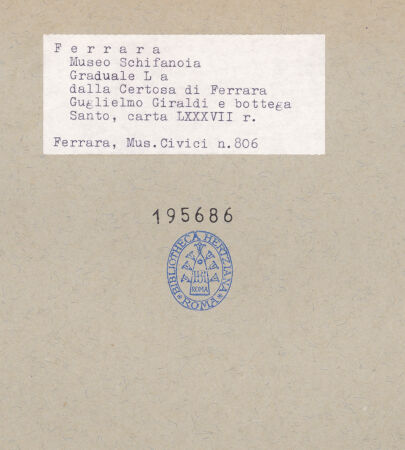 F e r r a r a
Museo Schifanoia
Graduale L a
dalla Certosa di Ferrara
Guglielmo Giraldi e bottega
Santo, carta LXXXVII r.
Ferrara, Mus.Civici n.806
195686
BIBLIOTHECA HERTZIANA
ROMA
ROMA